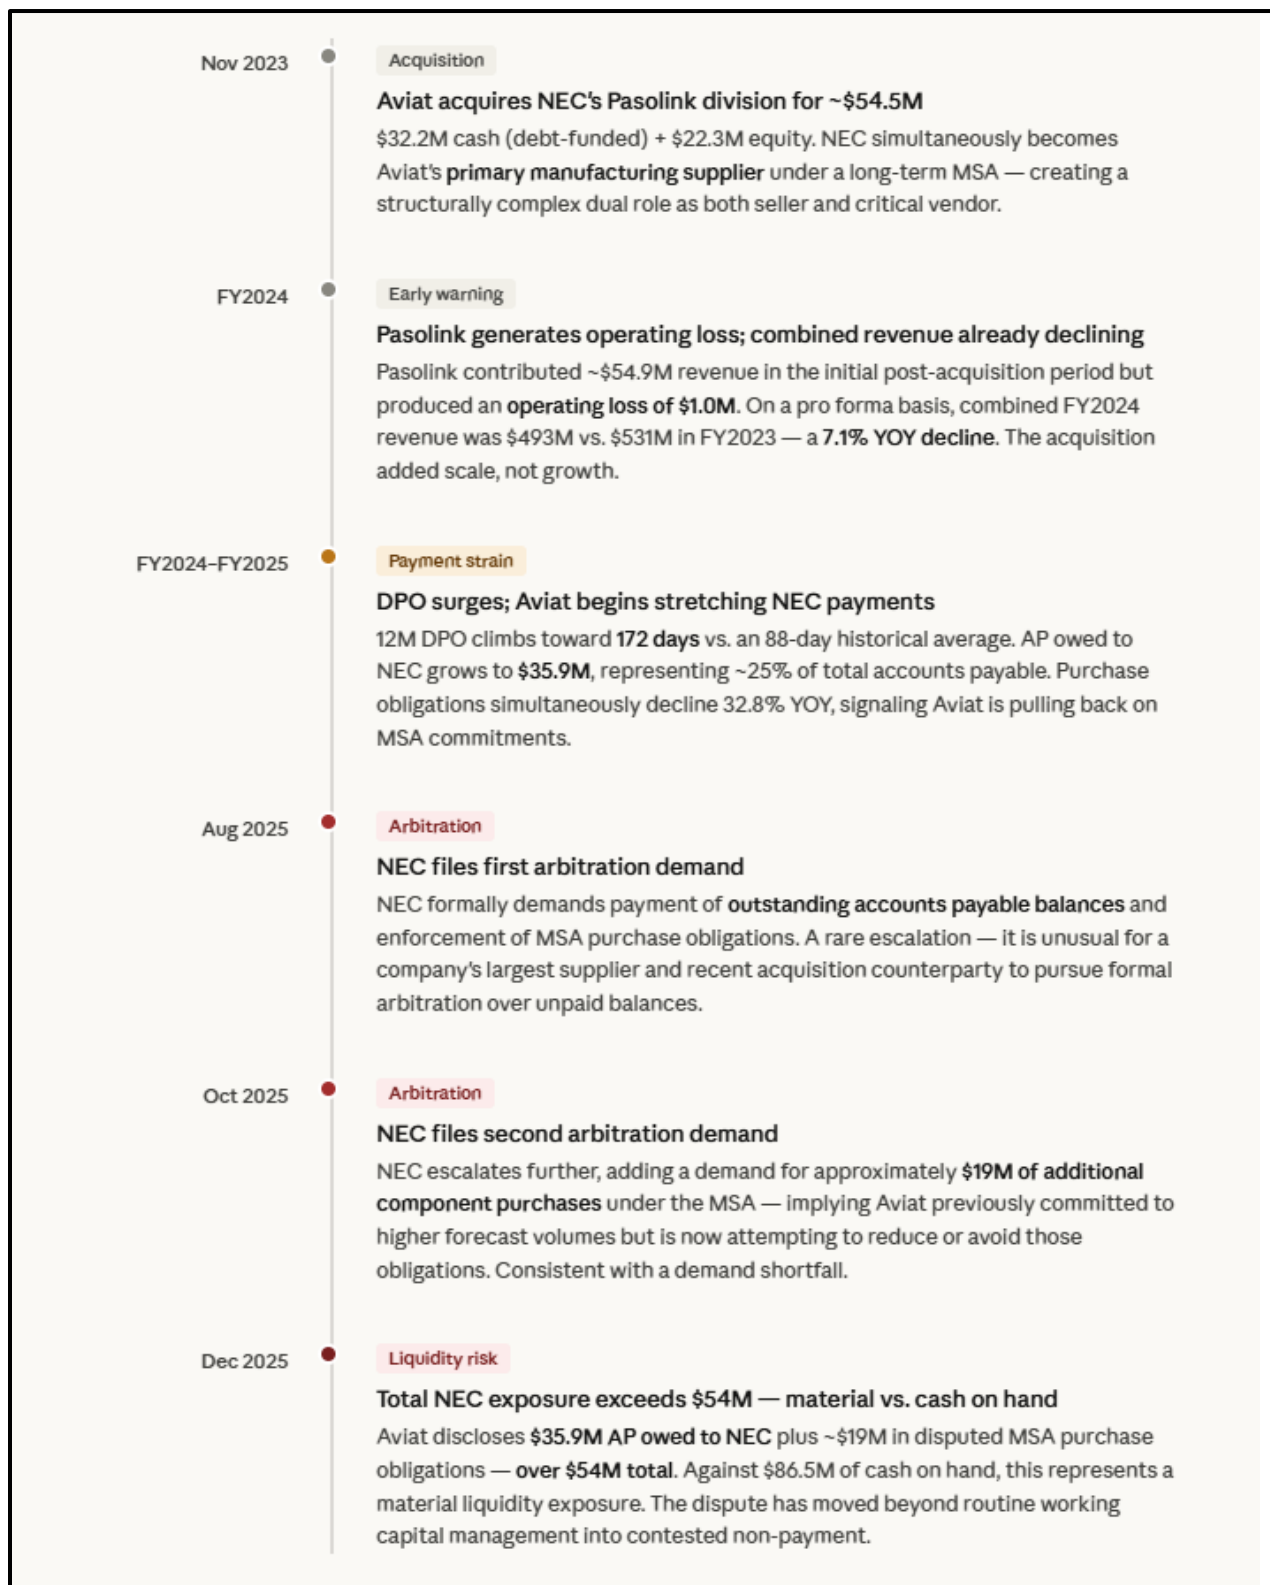 Nov 2023
Acquisition
Aviat acquires NEC's Pasolink division for ~$54.5M
$32.2M cash (debt-funded) + $22.3M equity. NEC simultaneously becomes
Aviat's primary manufacturing supplier under a long-term MSA — creating a
structurally complex dual role as both seller and critical vendor.
FY2024
Early warning
Pasolink generates operating loss; combined revenue already declining
Pasolink contributed ~$54.9M revenue in the initial post-acquisition period but
produced an operating loss of $1.0M. On a pro forma basis, combined FY2024
revenue was $493M vs. $531M in FY2023 — a 7.1% YOY decline. The acquisition
added scale, not growth.
FY2024–FY2025
Payment strain
DPO surges; Aviat begins stretching NEC payments
12M DPO climbs toward 172 days vs. an 88-day historical average. AP owed to
NEC grows to $35.9M, representing ~25% of total accounts payable. Purchase
obligations simultaneously decline 32.8% YOY, signaling Aviat is pulling back on
MSA commitments.
Aug 2025
Arbitration
NEC files first arbitration demand
NEC formally demands payment of outstanding accounts payable balances and
enforcement of MSA purchase obligations. A rare escalation — it is unusual for a
company's largest supplier and recent acquisition counterparty to pursue formal
arbitration over unpaid balances.
Oct 2025
Arbitration
NEC files second arbitration demand
NEC escalates further, adding a demand for approximately $19M of additional
component purchases under the MSA — implying Aviat previously committed to
higher forecast volumes but is now attempting to reduce or avoid those
obligations. Consistent with a demand shortfall.
Dec 2025
Liquidity risk
Total NEC exposure exceeds $54M — material vs. cash on hand
Aviat discloses $35.9M AP owed to NEC plus ~$19M in disputed MSA purchase
obligations — over $54M total. Against $86.5M of cash on hand, this represents a
material liquidity exposure. The dispute has moved beyond routine working
capital management into contested non-payment.